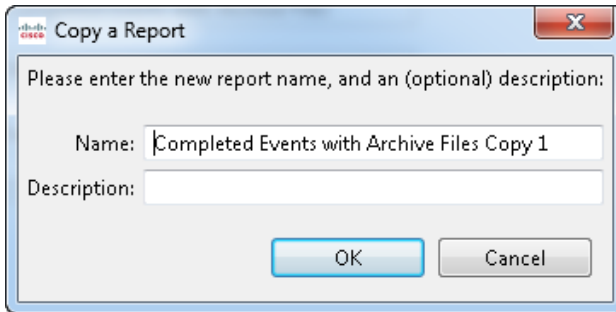 cisco Copy a Report
Please enter the new report name, and an (optional) description:
Name: Completed Events with Archive Files Copy 1
Description:
OK Cancel